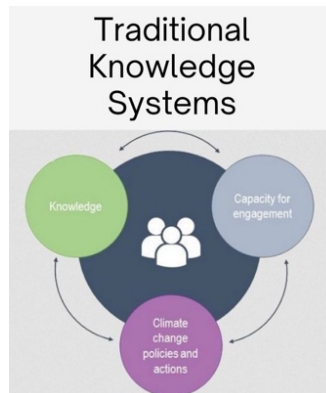 Traditional
Knowledge
Systems
Knowledge
Capacity for
engagement
Climate
change
policies and
actions